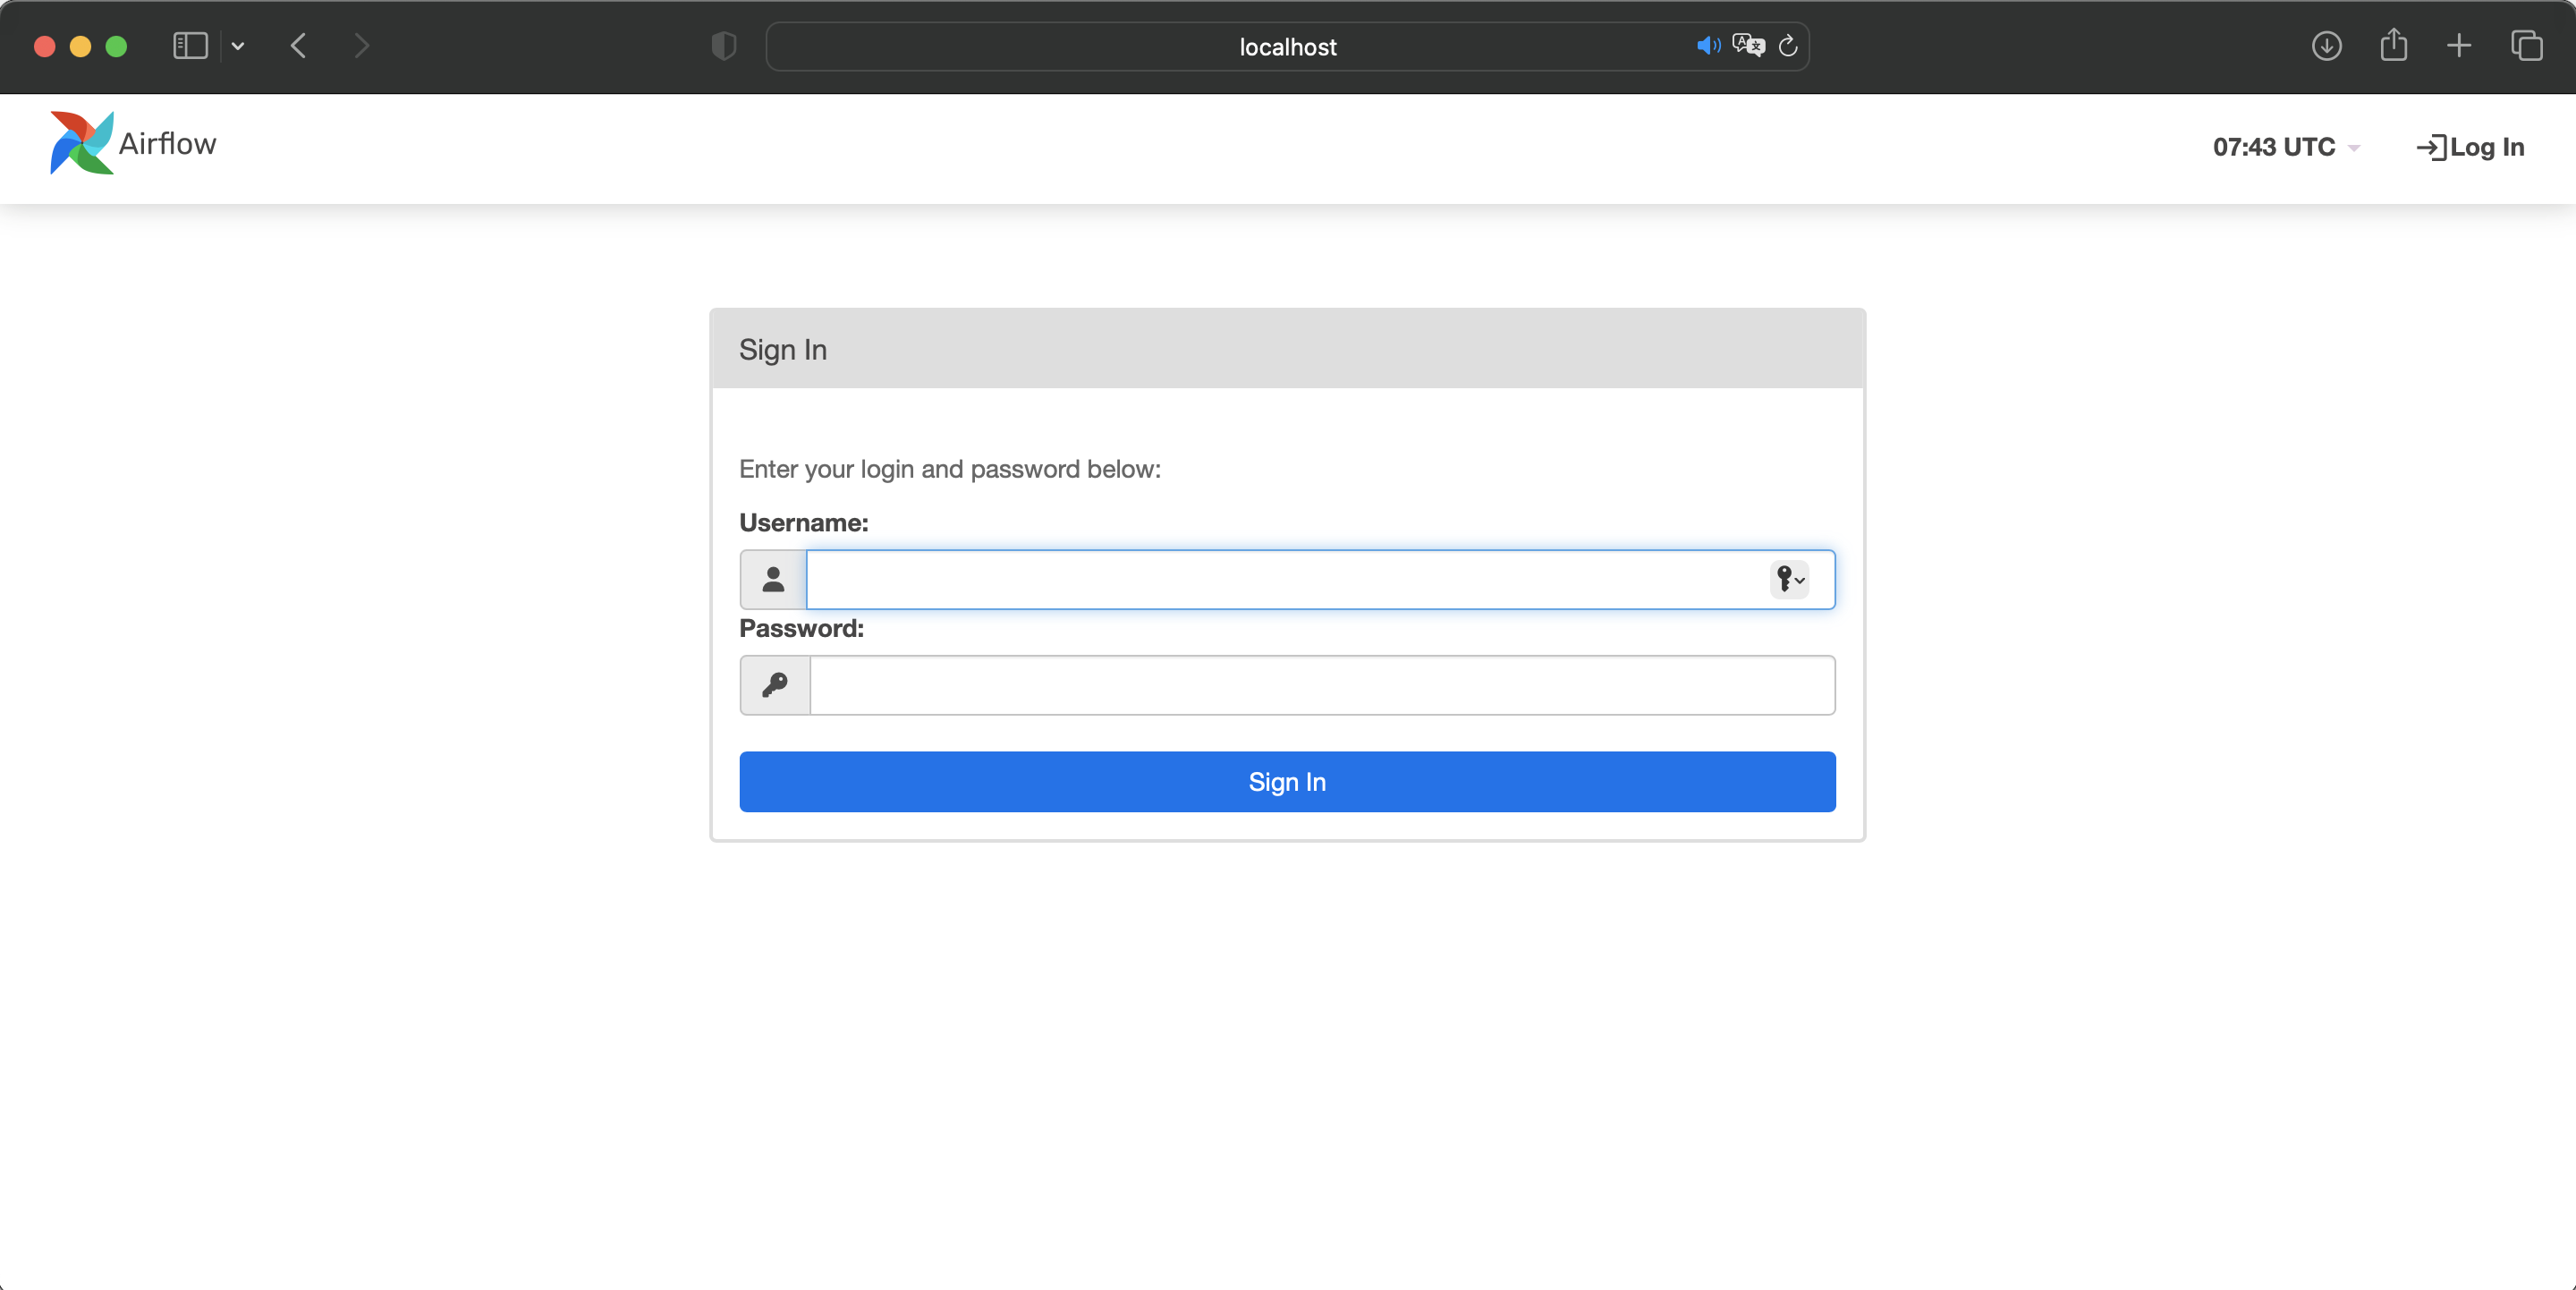 localhost
Airflow
07:43 UTC
Log In
Sign In
Enter your login and password below:
Username:
Password:
Sign In